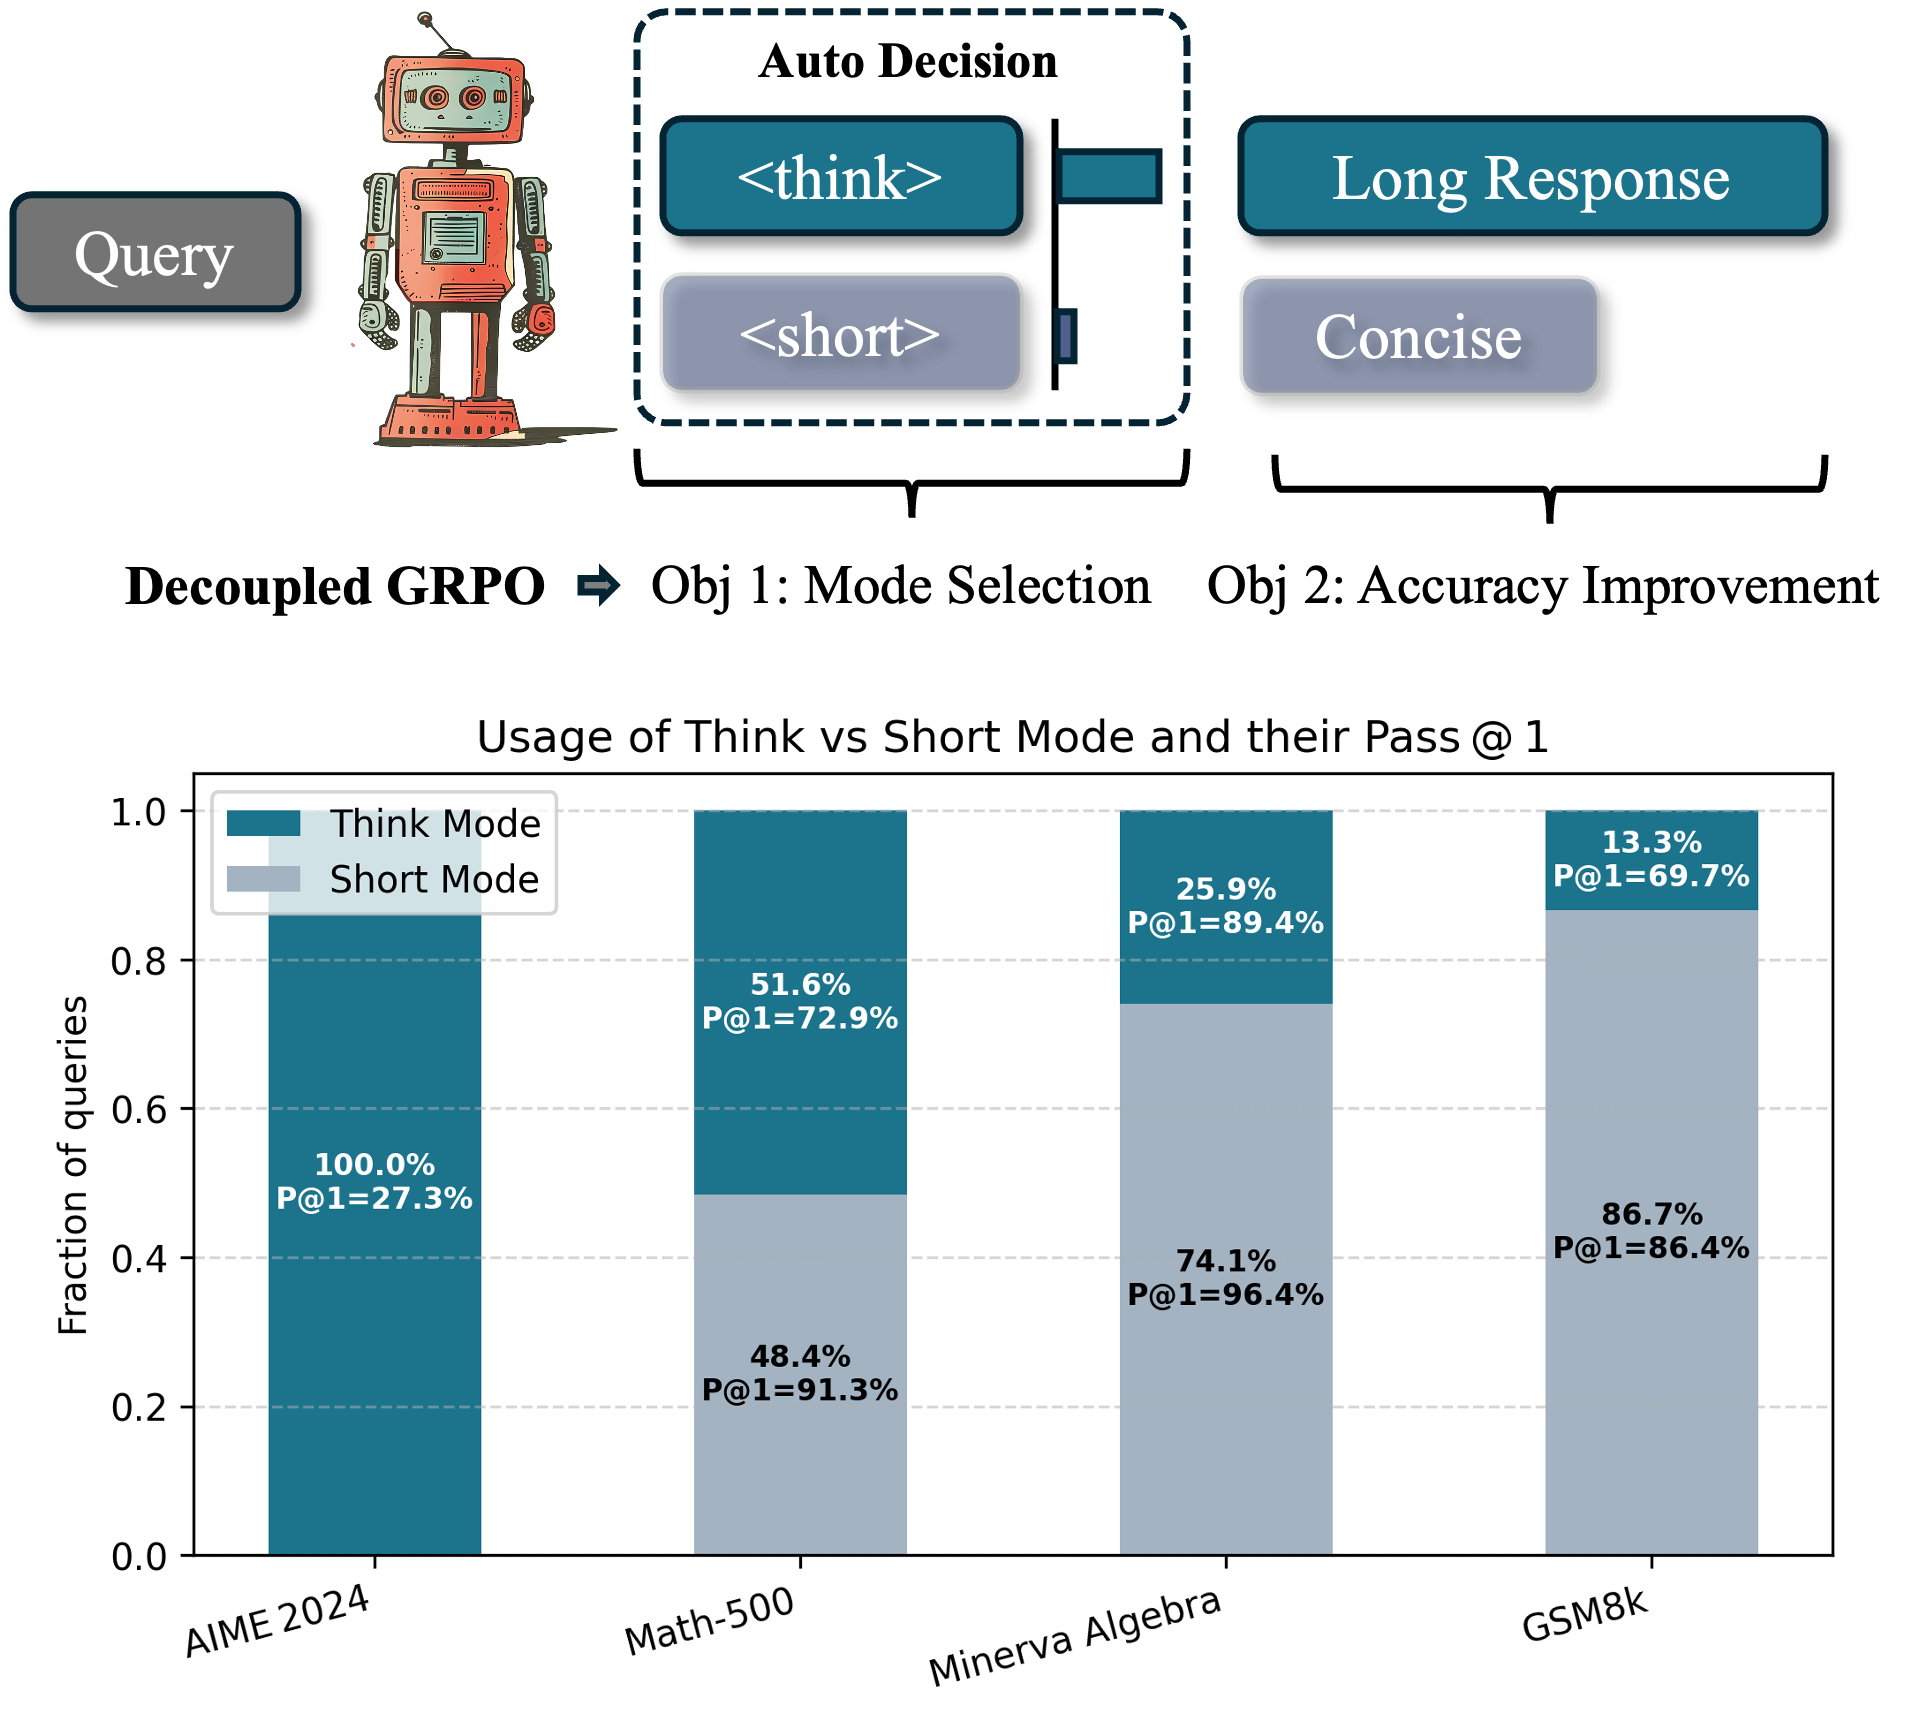 Auto Decision
Query
<think>
<short>
Long Response
Concise
Decoupled GRPO
Obj 1: Mode Selection
Obj 2: Accuracy Improvement
Usage of Think vs Short Mode and their Pass @ 1
Think Mode
Short Mode
Fraction of queries
1.0
0.8
0.6
0.4
0.2
0.0
100.0%
P@1=27.3%
51.6%
P@1=72.9%
48.4%
P@1=91.3%
25.9%
P@1=89.4%
74.1%
P@1=96.4%
13.3%
P@1=69.7%
86.7%
P@1=86.4%
AIME 2024
Math-500
Minerva Algebra
GSM8k